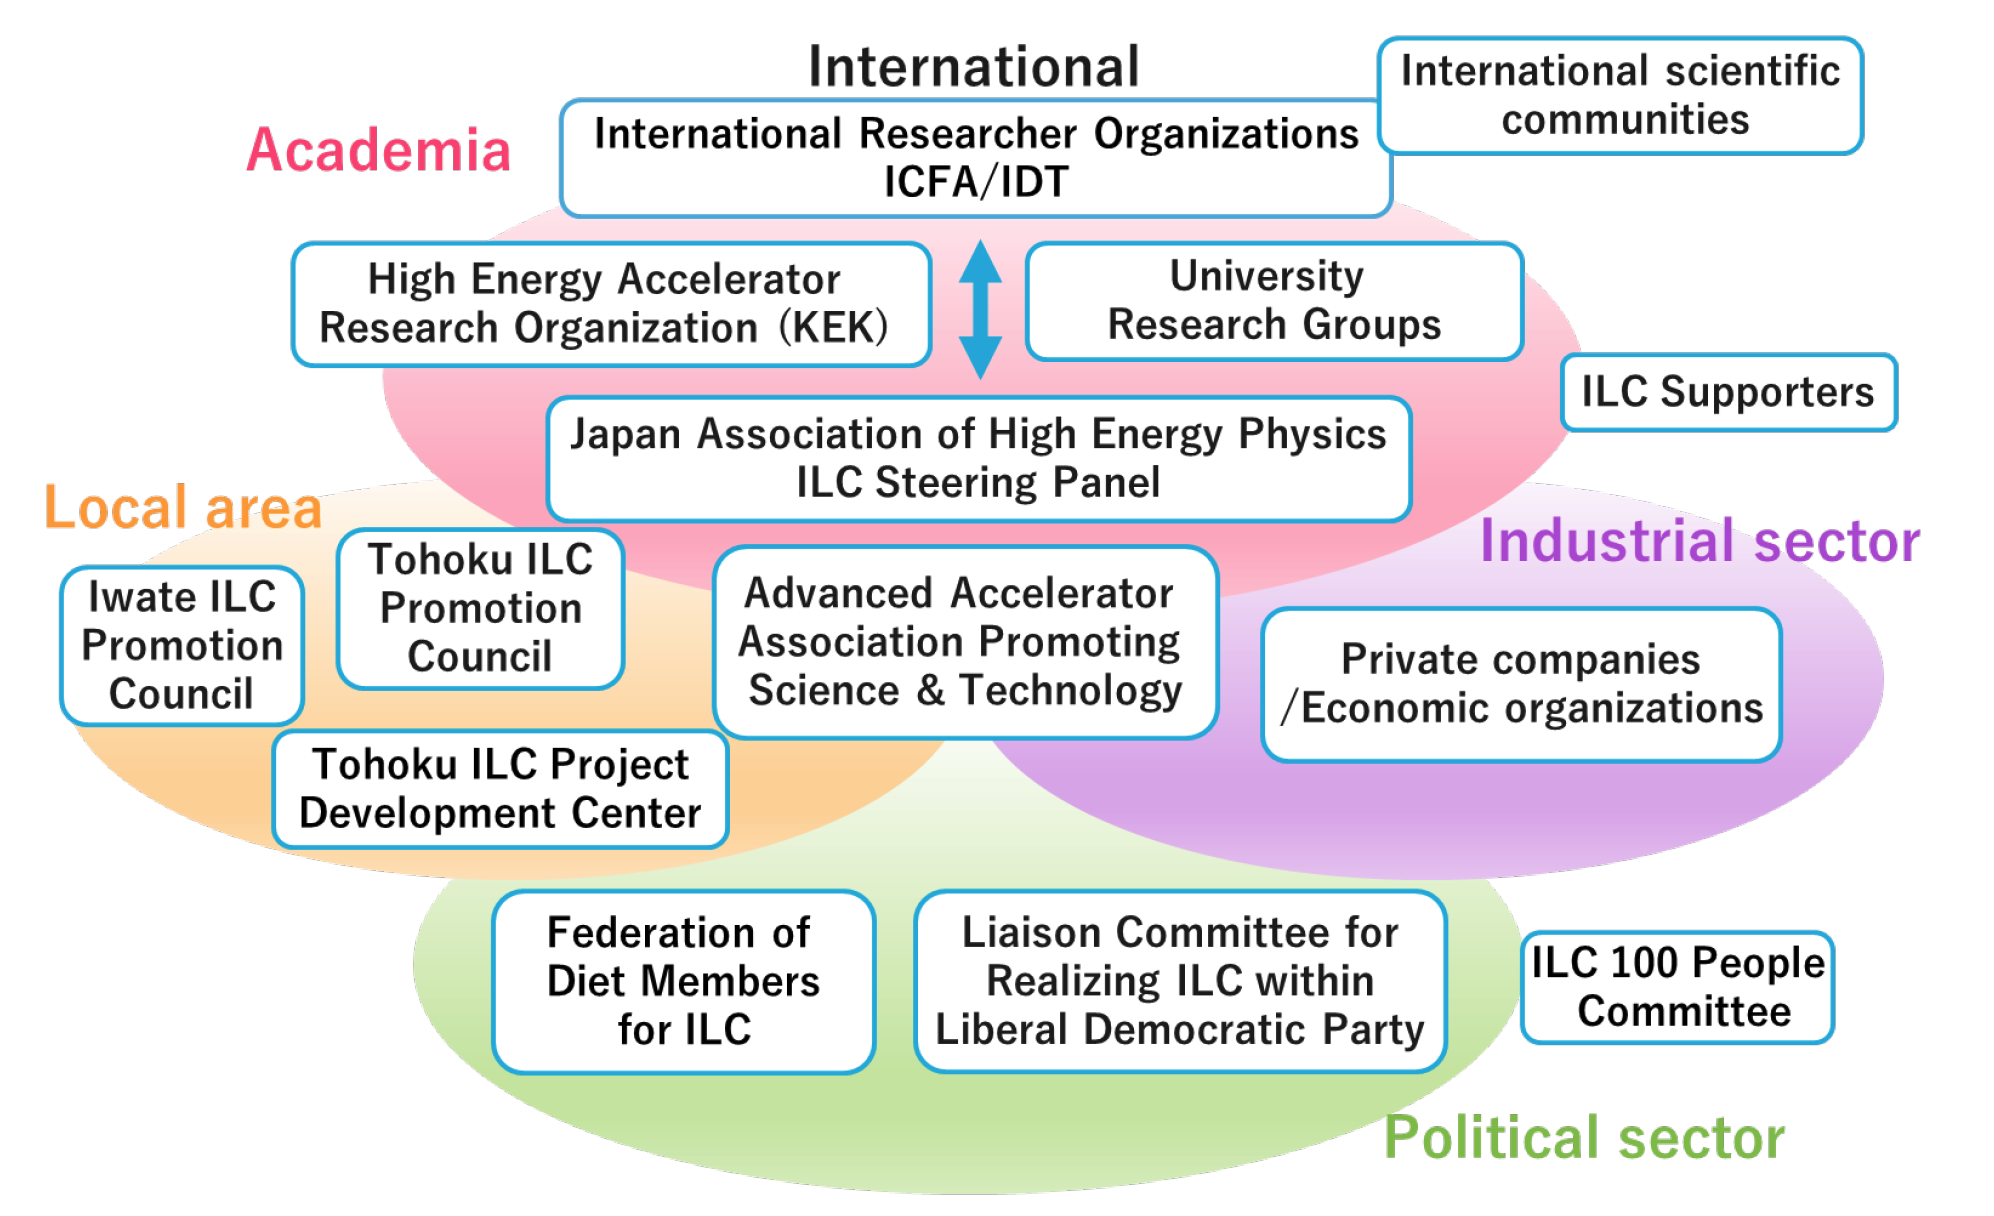 International
International scientific
communities
Academia
International Researcher Organizations
ICFA/IDT
High Energy Accelerator
Research Organization (KEK)
University
Research Groups
ILC Supporters
Japan Association of High Energy Physics
ILC Steering Panel
Local area
Industrial sector
Iwate ILC
Promotion
Council
Tohoku ILC
Promotion
Council
Advanced Accelerator
Association Promoting
Science & Technology
Private companies
/Economic organizations
Tohoku ILC Project
Development Center
Federation of
Diet Members
for ILC
Liaison Committee for
Realizing ILC within
Liberal Democratic Party
ILC 100 People
Committee
Political sector